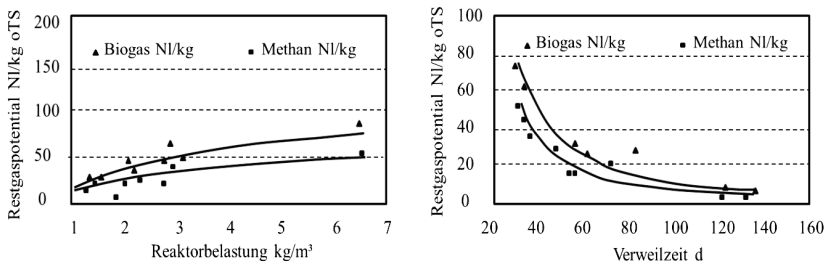 Restgaspotential Nl/kg oTS
200
150
100
50
0
Biogas Nl/kg
Methan Nl/kg
1 2 3 4 5 6 7
Reaktorbelastung kg/m³
Restgaspotential Nl/kg oTS
100
80
60
40
20
0
Biogas Nl/kg
Methan Nl/kg
20 40 60 80 100 120 140 160
Verweilzeit d